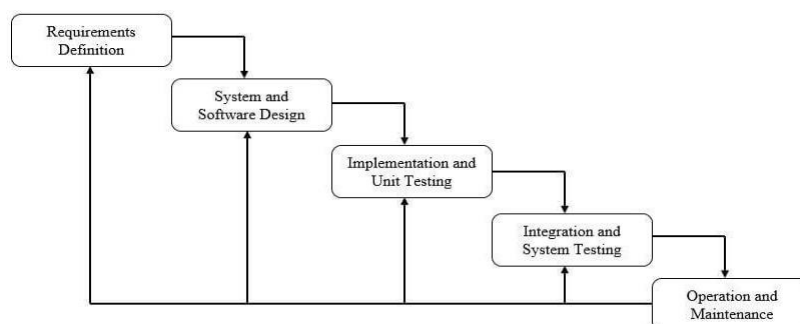 Requirements
Definition
System and
Software Design
Implementation and
Unit Testing
Integration and
System Testing
Operation and
Maintenance